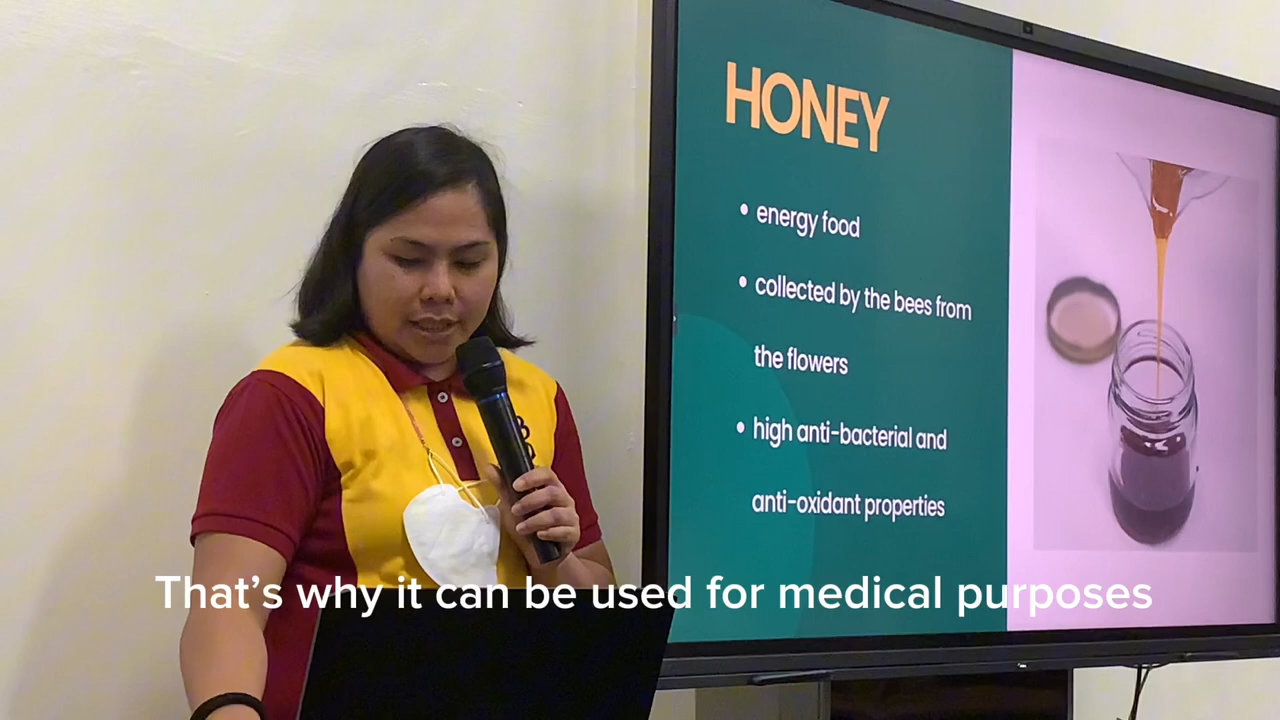 HONEY
• energy food
• collected by the bees from
the flowers
• high anti-bacterial and
anti-oxidant properties
That's why it can be used for medical purposes